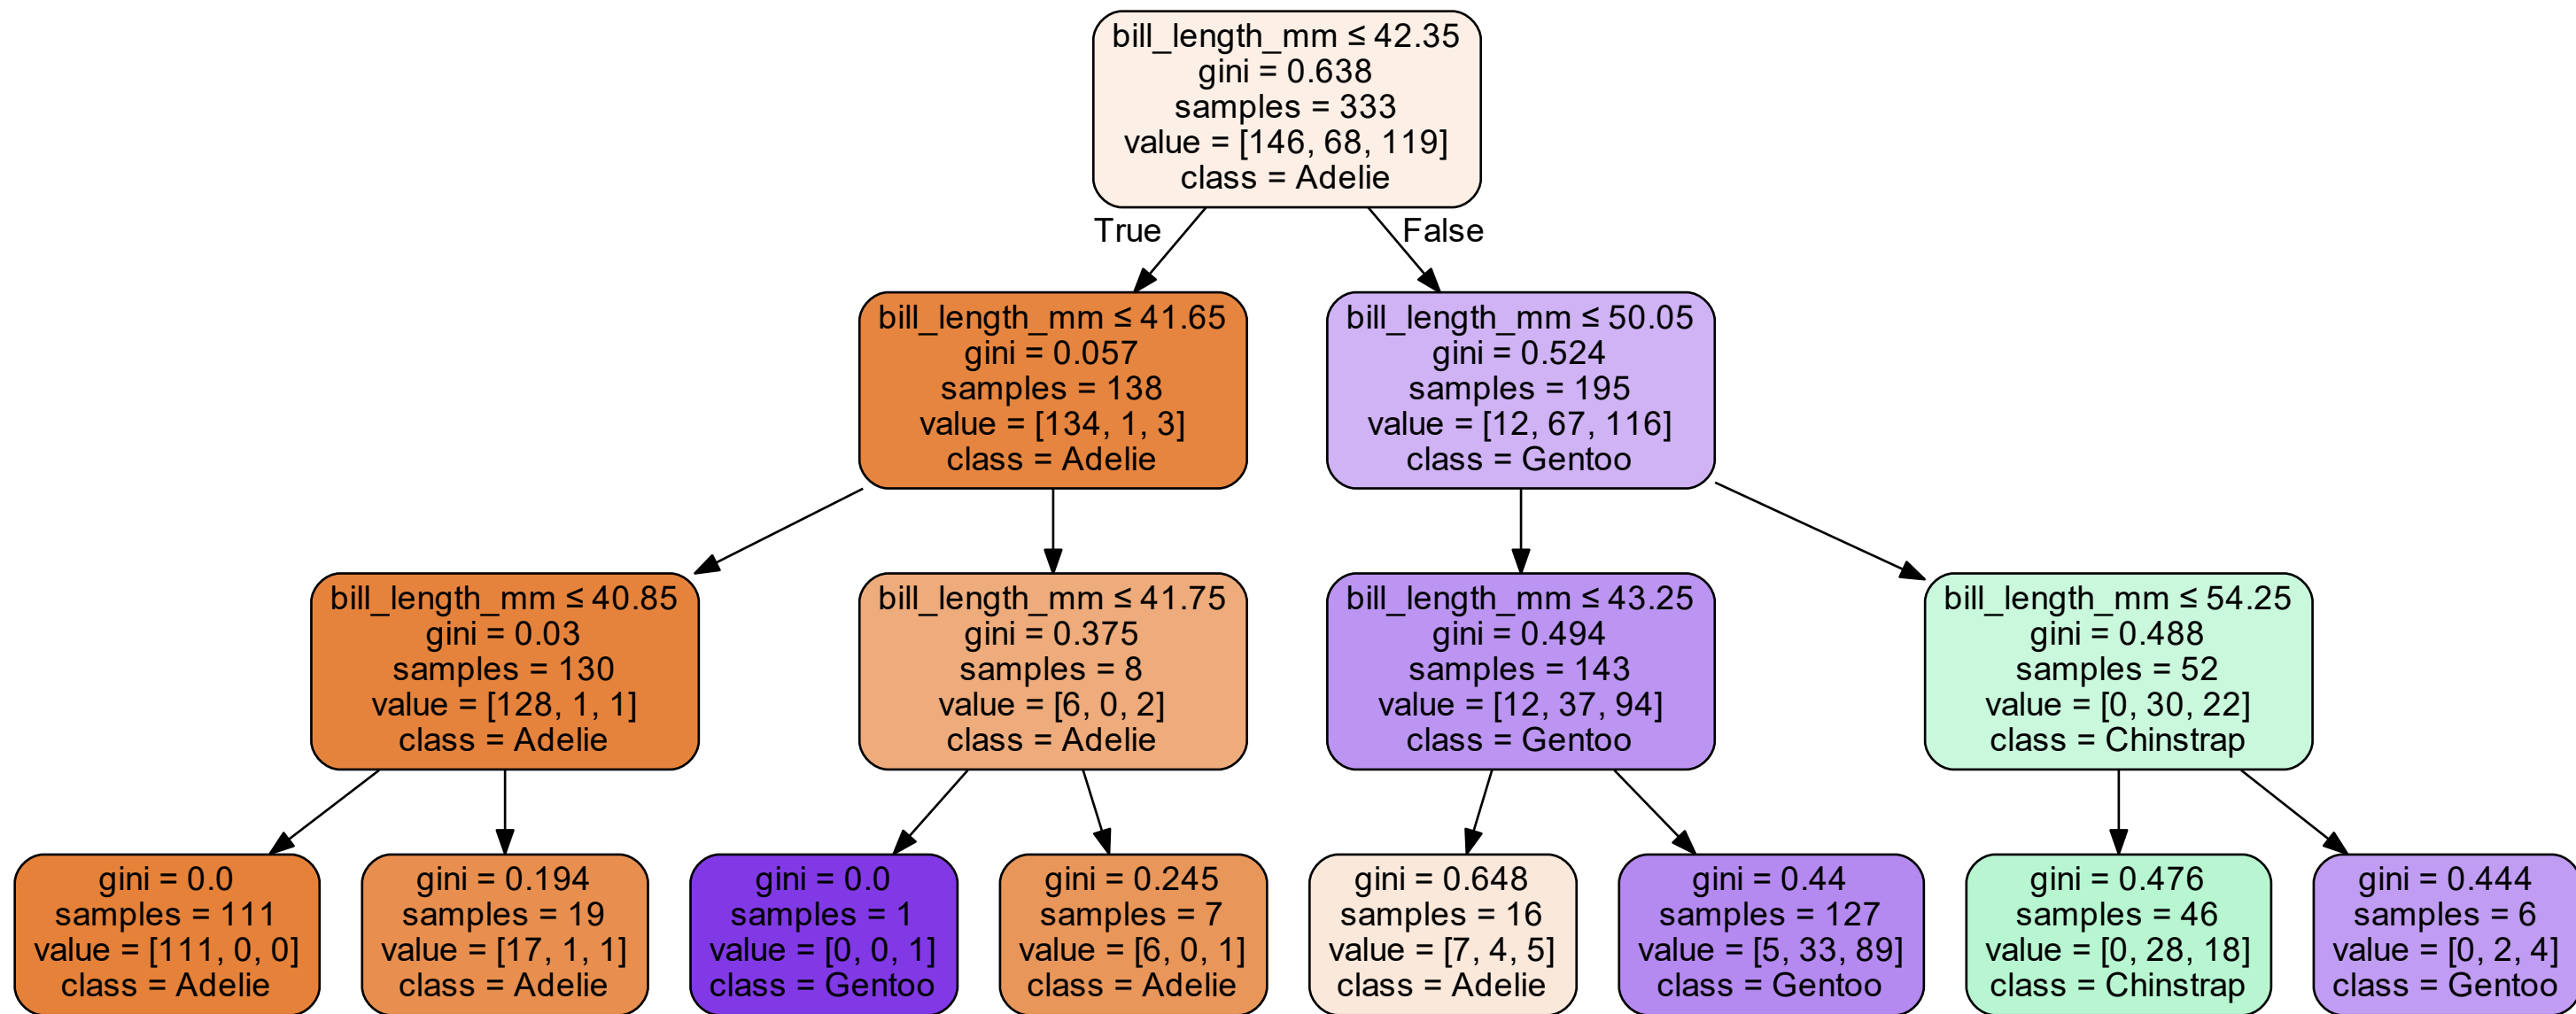 bill_length_mm ≤ 42.35
gini = 0.638
samples = 333
value = [146, 68, 119]
class = Adelie
True
False
bill_length_mm ≤ 41.65
gini = 0.057
samples = 138
value = [134, 1, 3]
class = Adelie
bill_length_mm ≤ 50.05
gini = 0.524
samples = 195
value = [12, 67, 116]
class = Gentoo
bill_length_mm ≤ 40.85
gini = 0.03
samples = 130
value = [128, 1, 1]
class = Adelie
bill_length_mm ≤ 41.75
gini = 0.375
samples = 8
value = [6, 0, 2]
class = Adelie
bill_length_mm ≤ 43.25
gini = 0.494
samples = 143
value = [12, 37, 94]
class = Gentoo
bill_length_mm ≤ 54.25
gini = 0.488
samples = 52
value = [0, 30, 22]
class = Chinstrap
gini = 0.0
samples = 111
value = [111, 0, 0]
class = Adelie
gini = 0.194
samples = 19
value = [17, 1, 1]
class = Adelie
gini = 0.0
samples = 1
value = [0, 0, 1]
class = Gentoo
gini = 0.245
samples = 7
value = [6, 0, 1]
class = Adelie
gini = 0.648
samples = 16
value = [7, 4, 5]
class = Adelie
gini = 0.44
samples = 127
value = [5, 33, 89]
class = Gentoo
gini = 0.476
samples = 46
value = [0, 28, 18]
class = Chinstrap
gini = 0.444
samples = 6
value = [0, 2, 4]
class = Gentoo